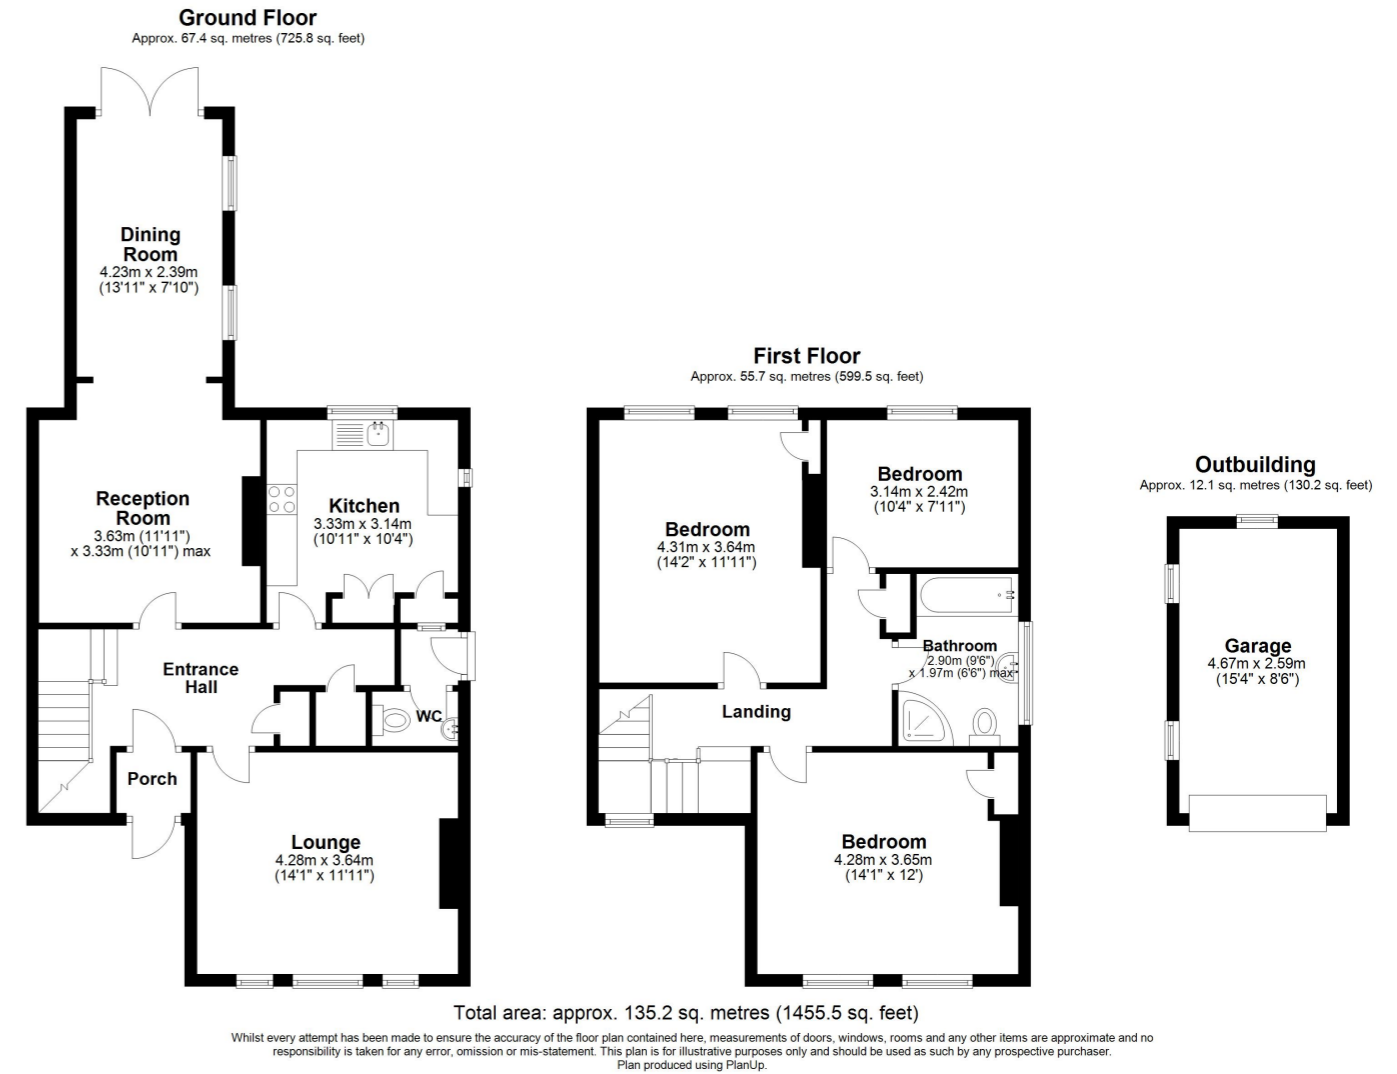 Ground Floor
Approx. 67.4 sq. metres (725.8 sq. feet)
Dining
Room
4.23m x 2.39m
(13'11" x 7'10")
Reception
Room
3.63m (11'11")
x 3.33m (10'11") max
Kitchen
3.33m x 3.14m
(10'11" x 10'4")
Entrance
Hall
WC
Porch
Lounge
4.28m x 3.64m
(14'1" x 11'11")
First Floor
Approx. 55.7 sq. metres (599.5 sq. feet)
Bedroom
4.31m x 3.64m
(14'2" x 11'11")
Bedroom
3.14m x 2.42m
(10'4" x 7'11")
Bathroom
2.90m (9'6")
x 1.97m (6'6") max
Landing
Bedroom
4.28m x 3.65m
(14'1" x 12')
Outbuilding
Approx. 12.1 sq. metres (130.2 sq. feet)
Garage
4.67m x 2.59m
(15'4" x 8'6")
Total area: approx. 135.2 sq. metres (1455.5 sq. feet)
Whilst every attempt has been made to ensure the accuracy of the floor plan contained here, measurements of doors, windows, rooms and any other items are approximate and no
responsibility is taken for any error, omission or mis-statement. This plan is for illustrative purposes only and should be used as such by any prospective purchaser.
Plan produced using PlanUp.